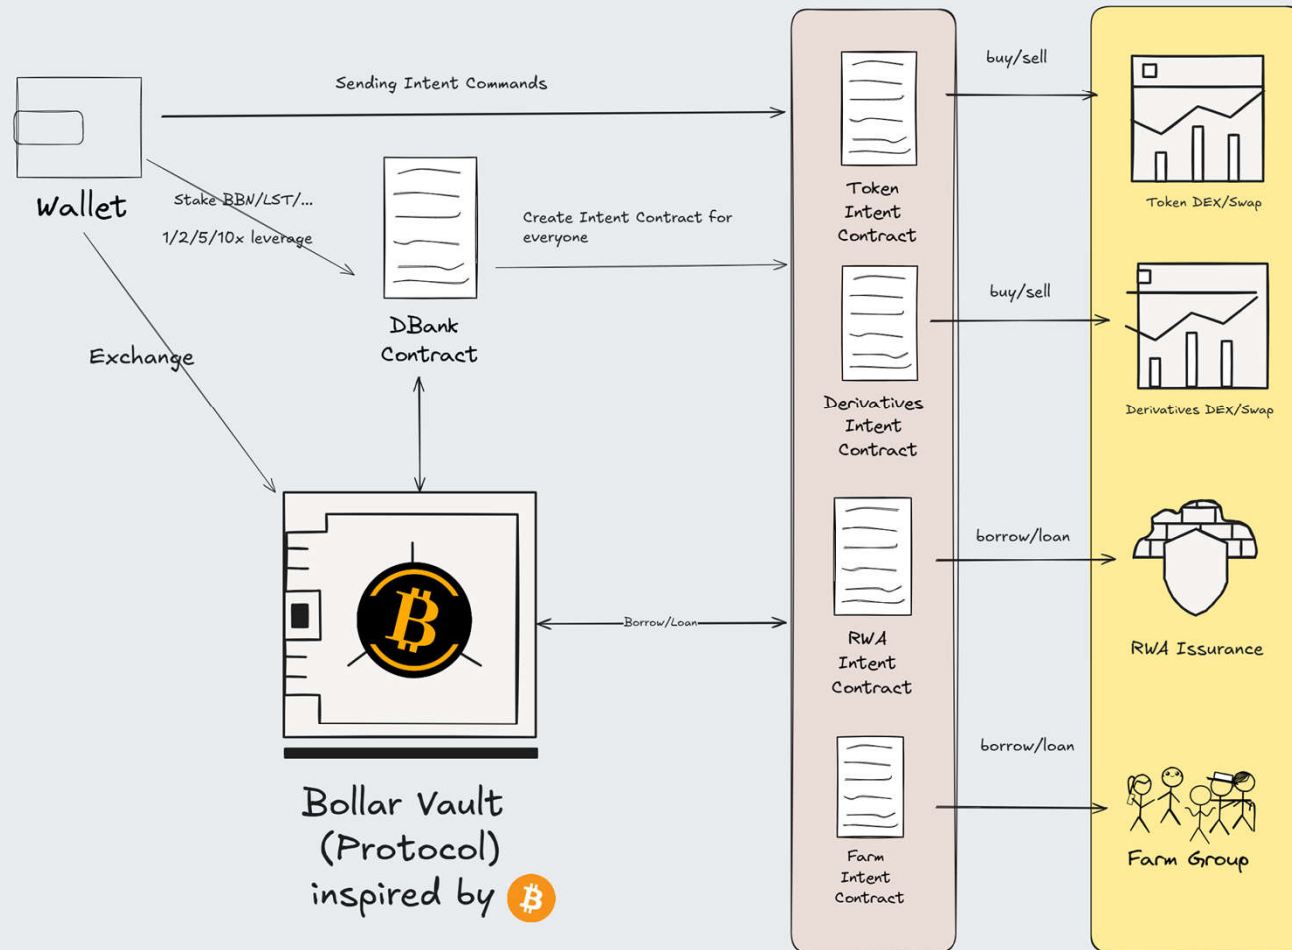 Sending Intent Commands
buy/sell
Wallet
Stake BBN/LST/...
1/2/5/10x leverage
Create Intent Contract for
everyone
Token
Intent
Contract
Token DEX/Swap
buy/sell
DBank
Contract
Exchange
Derivatives
Intent
Contract
Derivatives DEX/Swap
borrow/loan
Borrow/Loan
RWA
Intent
Contract
RWA Issurance
borrow/loan
Bollar Vault
(Protocol)
inspired by
Farm
Intent
Contract
Farm Group